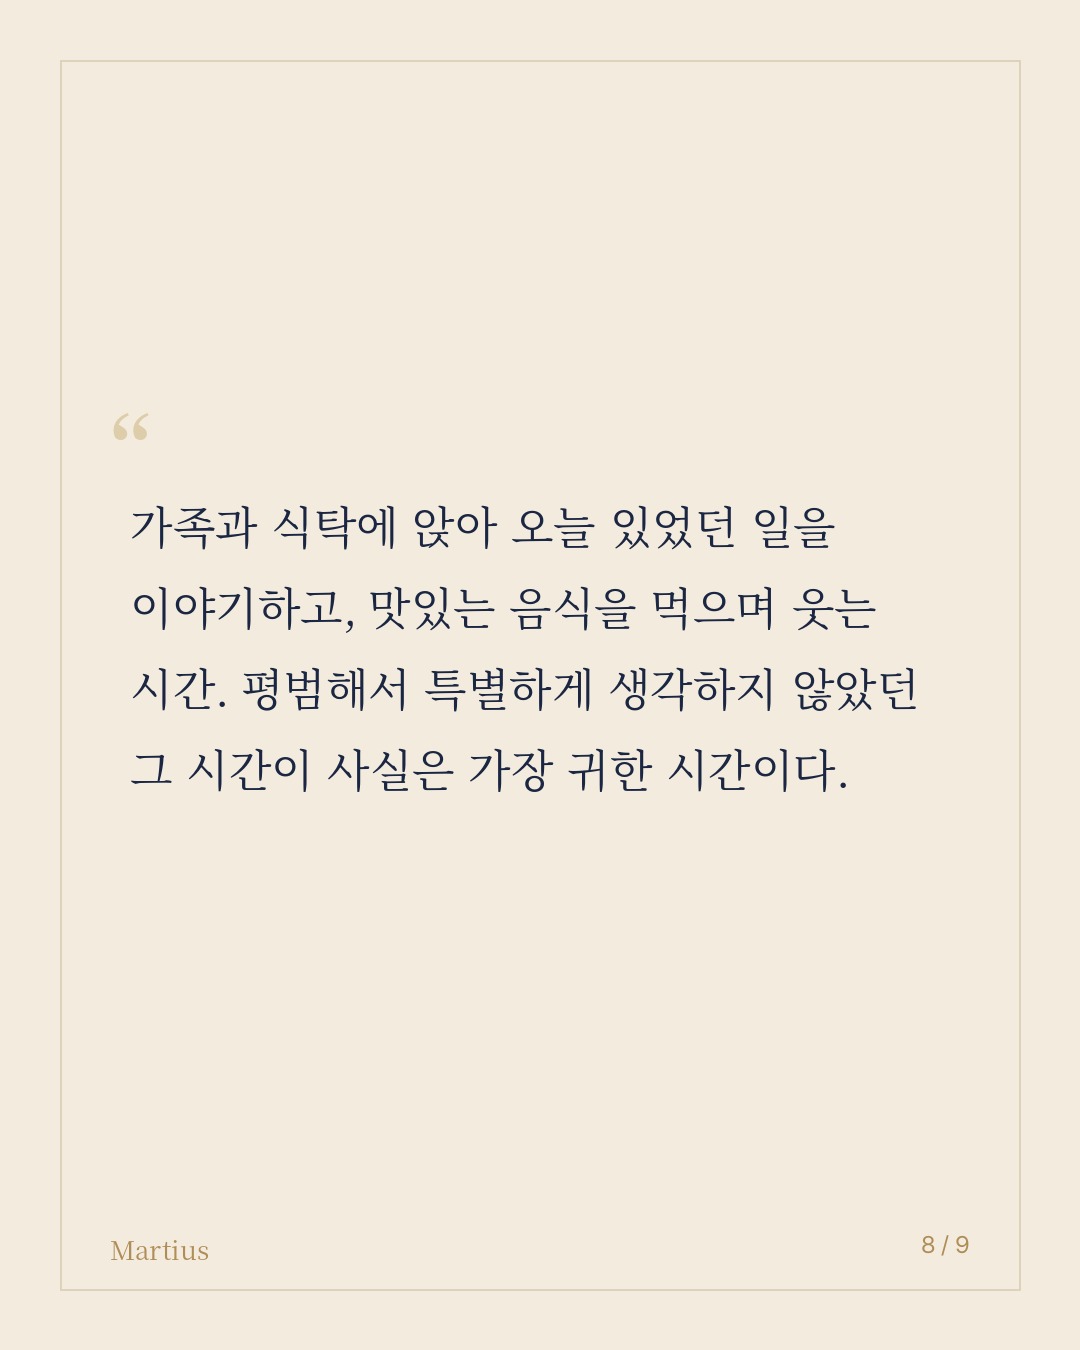 “
가족과 식탁에 앉아 오늘 있었던 일을
이야기하고, 맛있는 음식을 먹으며 웃는
시간. 평범해서 특별하게 생각하지 않았던
그 시간이 사실은 가장 귀한 시간이다.
Martius
8 / 9